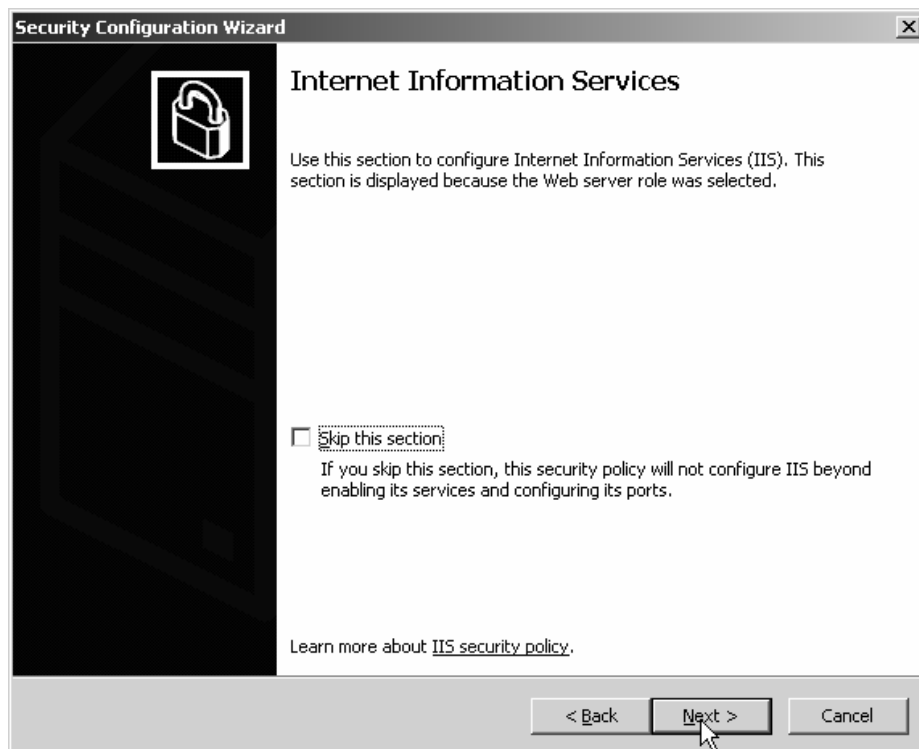 Security Configuration Wizard
Internet Information Services
Use this section to configure Internet Information Services (IIS). This
section is displayed because the Web server role was selected.
Skip this section
If you skip this section, this security policy will not configure IIS beyond
enabling its services and configuring its ports.
Learn more about IIS security policy.
< Back Next > Cancel